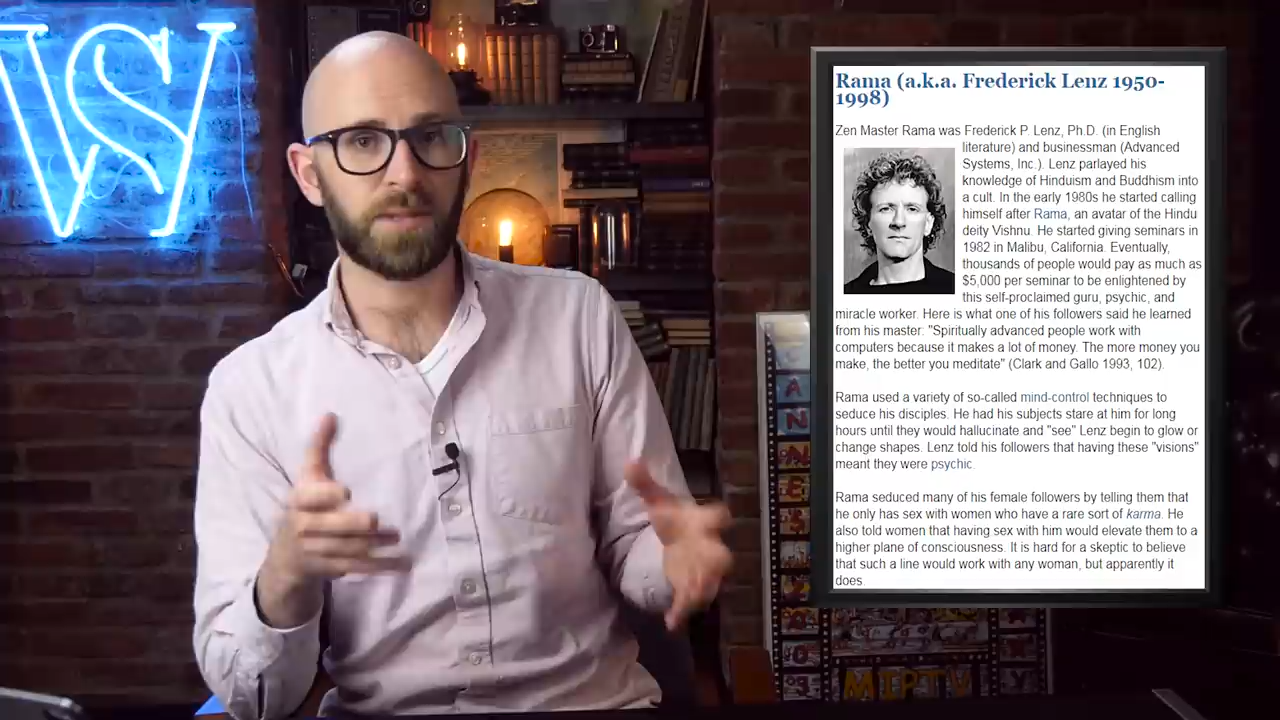 WSY
Rama (a.k.a. Frederick Lenz 1950-
1998)
Zen Master Rama was Frederick P. Lenz, Ph.D. (in English
literature) and businessman (Advanced
Systems, Inc.). Lenz parlayed his
knowledge of Hinduism and Buddhism into
a cult. In the early 1980s he started calling
himself after Rama, an avatar of the Hindu
deity Vishnu. He started giving seminars in
1982 in Malibu, California. Eventually,
thousands of people would pay as much as
$5,000 per seminar to be enlightened by
this self-proclaimed guru, psychic, and
miracle worker. Here is what one of his followers said he learned
from his master: "Spiritually advanced people work with
computers because it makes a lot of money. The more money you
make, the better you meditate" (Clark and Gallo 1993, 102).
Rama used a variety of so-called mind-control techniques to
seduce his disciples. He had his subjects stare at him for long
hours until they would hallucinate and "see" Lenz begin to glow or
change shapes. Lenz told his followers that having these "visions"
meant they were psychic.
Rama seduced many of his female followers by telling them that
he only has sex with women who have a rare sort of karma. He
also told women that having sex with him would elevate them to a
higher plane of consciousness. It is hard for a skeptic to believe
that such a line would work with any woman, but apparently it
does.
MIPTV